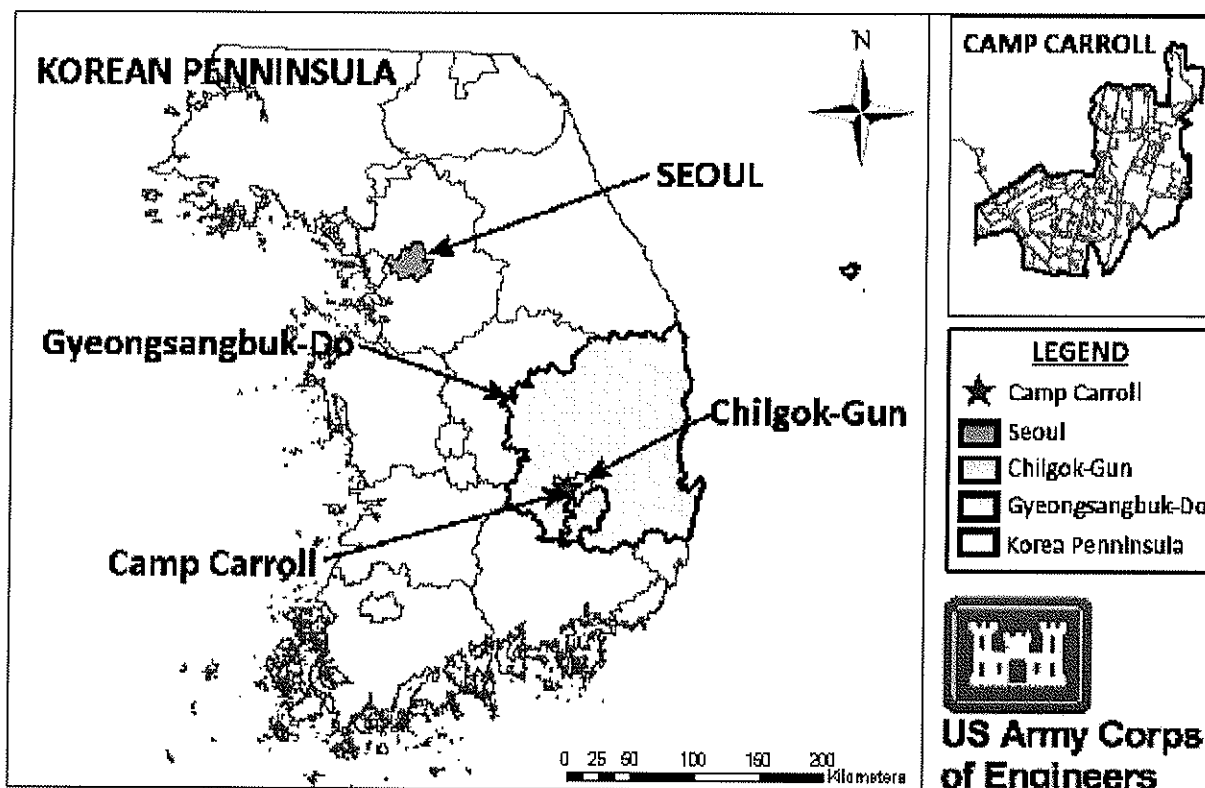 KOREAN PENNINSULA
N
SEOUL
Gyeongsangbuk-Do
Chilgok-Gun
Camp Carroll
0 25 50 100 150 200
Kilometers
CAMP CARROLL
LEGEND
Camp Carroll
Seoul
Chilgok-Gun
Gyeongsangbuk-Do
Korea Penninsula
US Army Corps
of Engineers